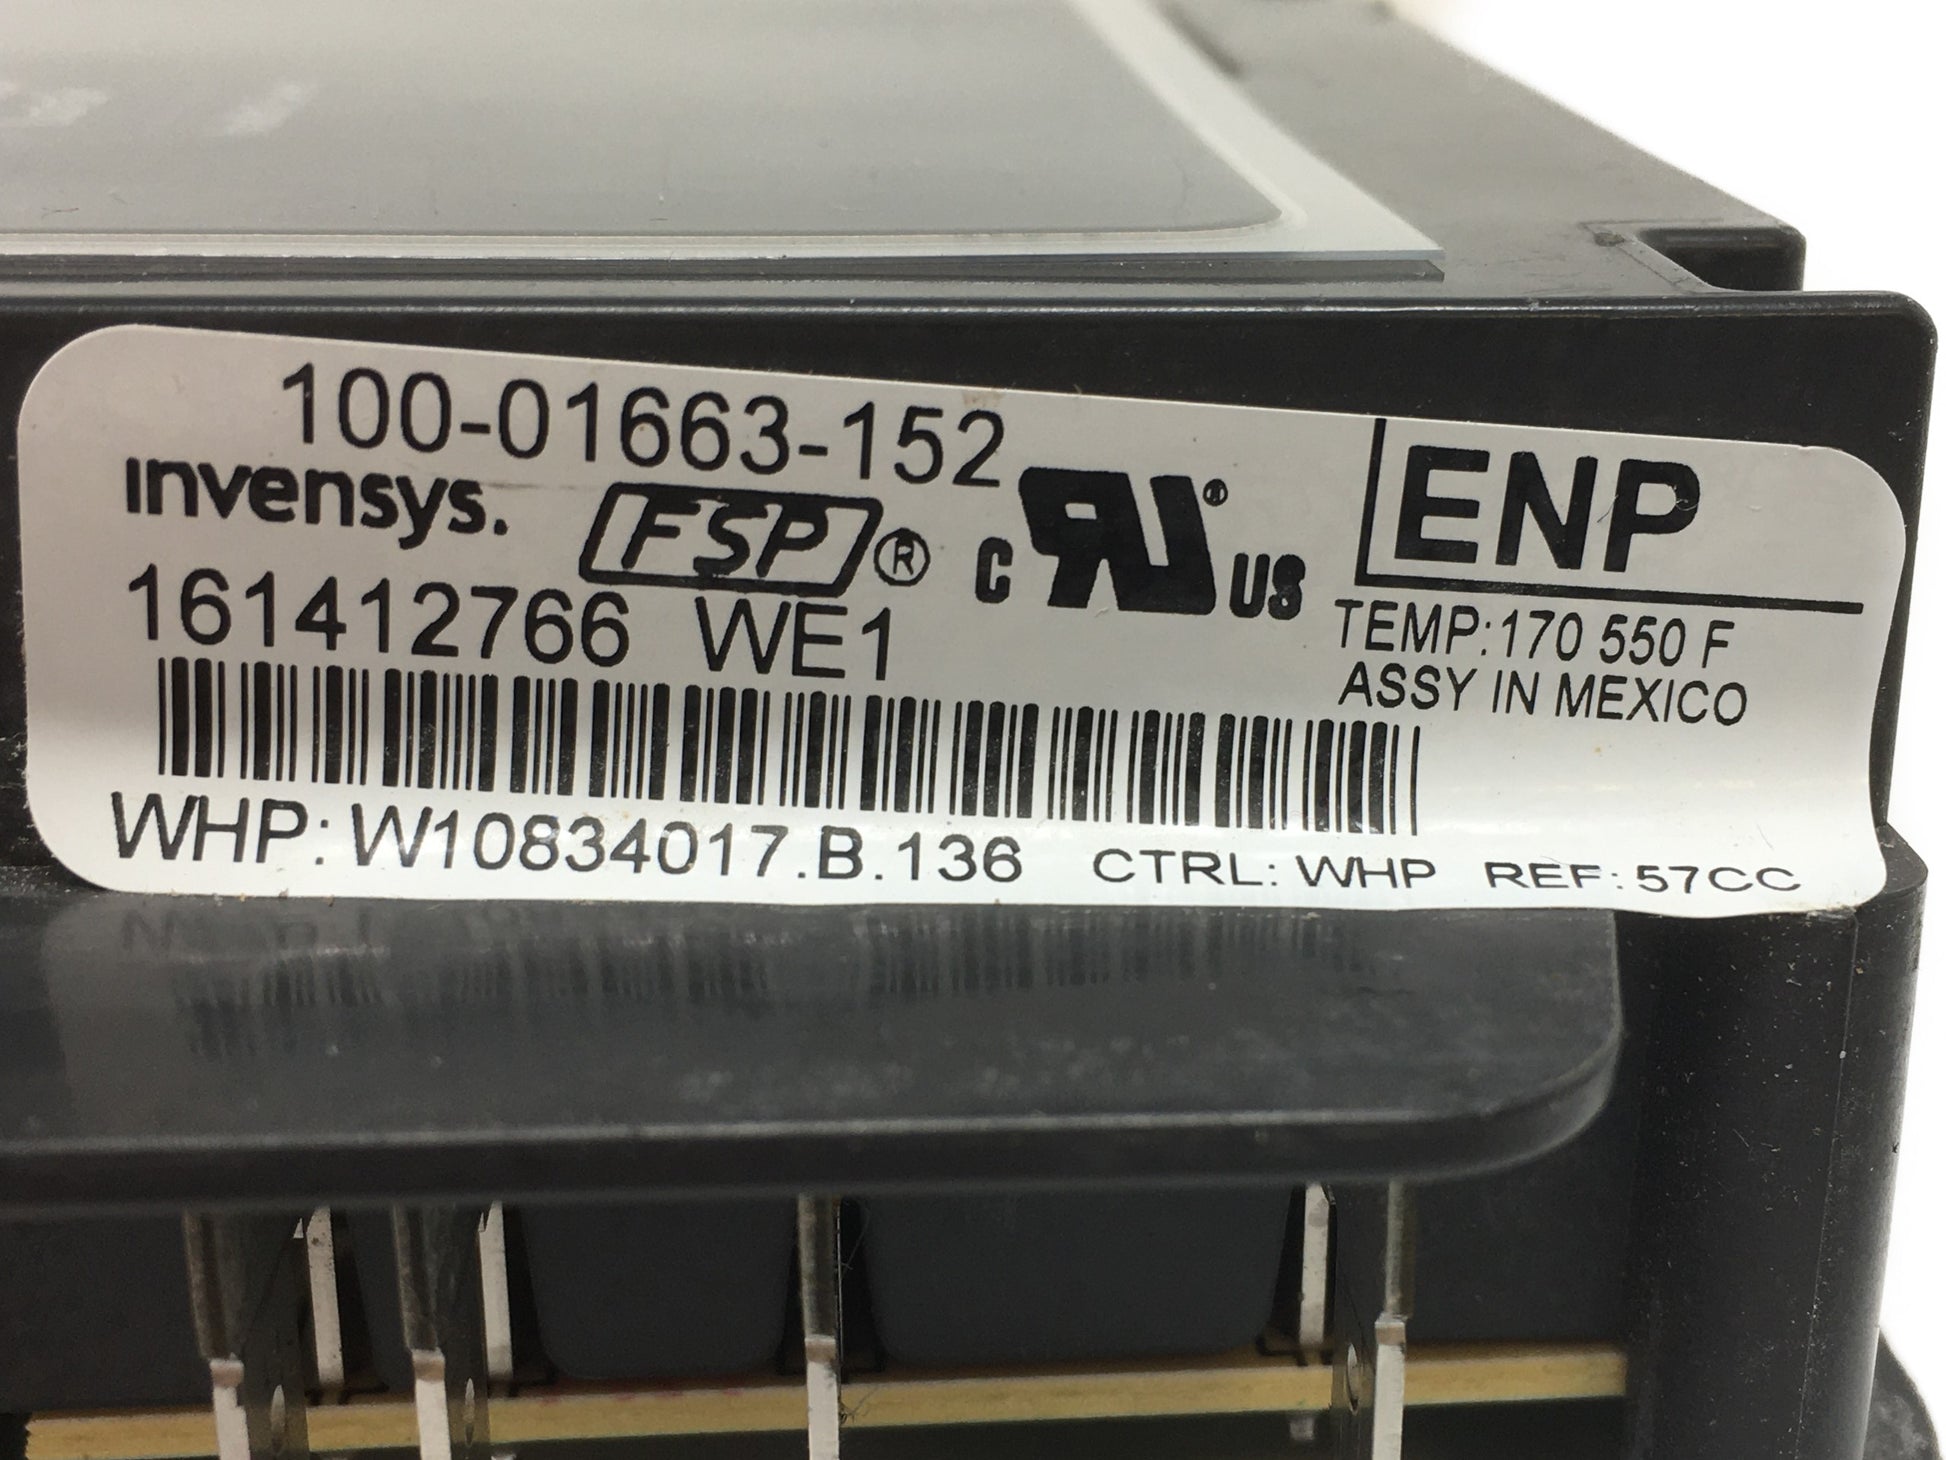 100-01663-152
invensys. FSP® c RU® US
ENP
161412766 WE1
TEMP:170 550 F
ASSY IN MEXICO
WHP:W10834017.B.136 CTRL: WHP REF:57CC